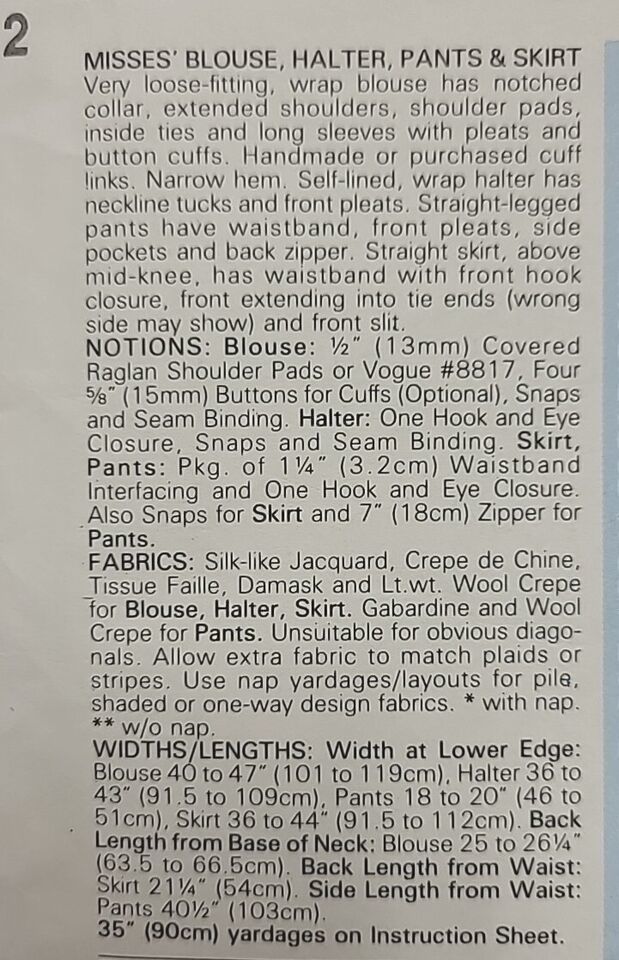 2
MISSES' BLOUSE, HALTER, PANTS & SKIRT
Very loose-fitting, wrap blouse has notched
collar, extended shoulders, shoulder pads,
inside ties and long sleeves with pleats and
button cuffs. Handmade or purchased cuff
links. Narrow hem. Self-lined, wrap halter has
neckline tucks and front pleats. Straight-legged
pants have waistband, front pleats, side
pockets and back zipper. Straight skirt, above
mid-knee, has waistband with front hook
closure, front extending into tie ends (wrong
side may show) and front slit.
NOTIONS: Blouse: ½" (13mm) Covered
Raglan Shoulder Pads or Vogue #8817, Four
⅝" (15mm) Buttons for Cuffs (Optional), Snaps
and Seam Binding. Halter: One Hook and Eye
Closure, Snaps and Seam Binding. Skirt,
Pants: Pkg. of 1¼" (3.2cm) Waistband
Interfacing and One Hook and Eye Closure.
Also Snaps for Skirt and 7" (18cm) Zipper for
Pants.
FABRICS: Silk-like Jacquard, Crepe de Chine,
Tissue Faille, Damask and Lt.wt. Wool Crepe
for Blouse, Halter, Skirt. Gabardine and Wool
Crepe for Pants. Unsuitable for obvious diago-
nals. Allow extra fabric to match plaids or
stripes. Use nap yardages/layouts for pile,
shaded or one-way design fabrics. * with nap.
** w/o nap.
WIDTHS/LENGTHS: Width at Lower Edge:
Blouse 40 to 47" (101 to 119cm), Halter 36 to
43" (91.5 to 109cm), Pants 18 to 20" (46 to
51cm), Skirt 36 to 44" (91.5 to 112cm). Back
Length from Base of Neck: Blouse 25 to 26¼"
(63.5 to 66.5cm). Back Length from Waist:
Skirt 21¼" (54cm). Side Length from Waist:
Pants 40½" (103cm).
35" (90cm) yardages on Instruction Sheet.